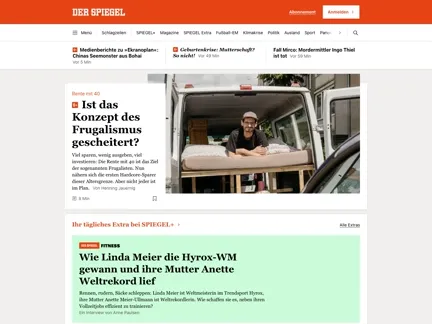 DER SPIEGEL
Abonnement
Anmelden ›
Menü Schlagzeilen SPIEGEL+ Magazine SPIEGEL Extra Fußball-EM Klimakrise Politik Ausland Sport
Medienberichte zu »Ekranoplan«: Chinas Seemonster aus Bohai
Vor 5 Min
Geburtenkrise: Mutterschaft? So nicht!
Vor 49 Min
Fall Mirco: Mordermittler Ingo Thiel ist tot
Vor 56 Min
Rente mit 40
Ist das
Konzept des
Frugalismus
gescheitert?
Viel sparen, wenig ausgeben, viel
investieren: Die Rente mit 40 ist das Ziel
der sogenannten Frugalisten. Nun
nähern sich die ersten Hardcore-Sparer
dieser Altersgrenze. Aber nicht jeder ist
im Plan. Von Henning Jauernig
8 Min
Ihr tägliches Extra bei SPIEGEL+ ›
Alle Extras
DER SPIEGEL FITNESS
Wie Linda Meier die Hyrox-WM
gewann und ihre Mutter Anette
Weltrekord lief
Rennen, rudern, Säcke schleppen: Linda Meier ist Weltmeisterin im Trendsport Hyrox,
ihre Mutter Anette Meier-Ullmann ist Weltrekordlerin. Wie schaffen sie es, neben ihren
Vollzeitjobs effizient zu trainieren?
Ein Interview von Arne